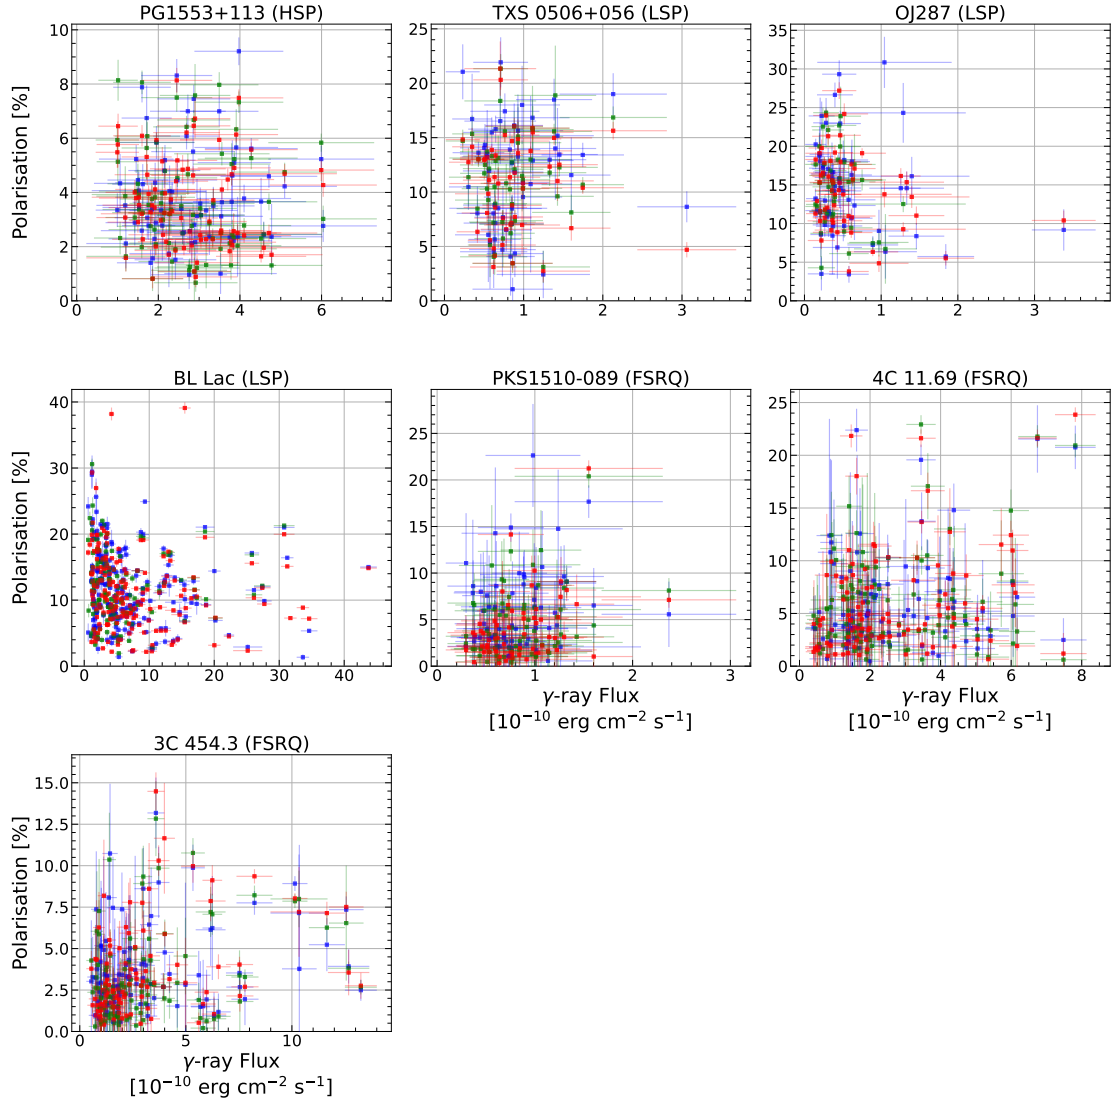 PG1553+113 (HSP)
TXS 0506+056 (LSP)
OJ287 (LSP)
Polarisation [%]
10
8
6
4
2
0
0 2 4 6
25
20
15
10
5
0
0 1 2 3
35
30
25
20
15
10
5
0
0 1 2 3
BL Lac (LSP)
PKS1510-089 (FSRQ)
4C 11.69 (FSRQ)
Polarisation [%]
40
30
20
10
0
0 10 20 30 40
25
20
15
10
5
0
0 1 2 3
γ-ray Flux
[10⁻¹⁰ erg cm⁻² s⁻¹]
25
20
15
10
5
0
0 2 4 6 8
γ-ray Flux
[10⁻¹⁰ erg cm⁻² s⁻¹]
3C 454.3 (FSRQ)
Polarisation [%]
15.0
12.5
10.0
7.5
5.0
2.5
0.0
0 5 10
γ-ray Flux
[10⁻¹⁰ erg cm⁻² s⁻¹]